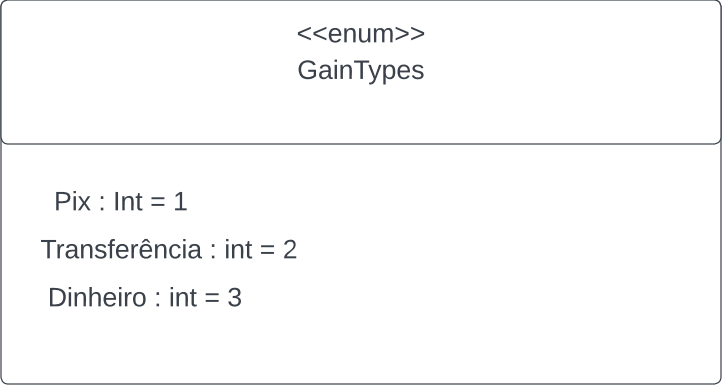 <<enum>>
GainTypes
Pix : Int = 1
Transferência : int = 2
Dinheiro : int = 3